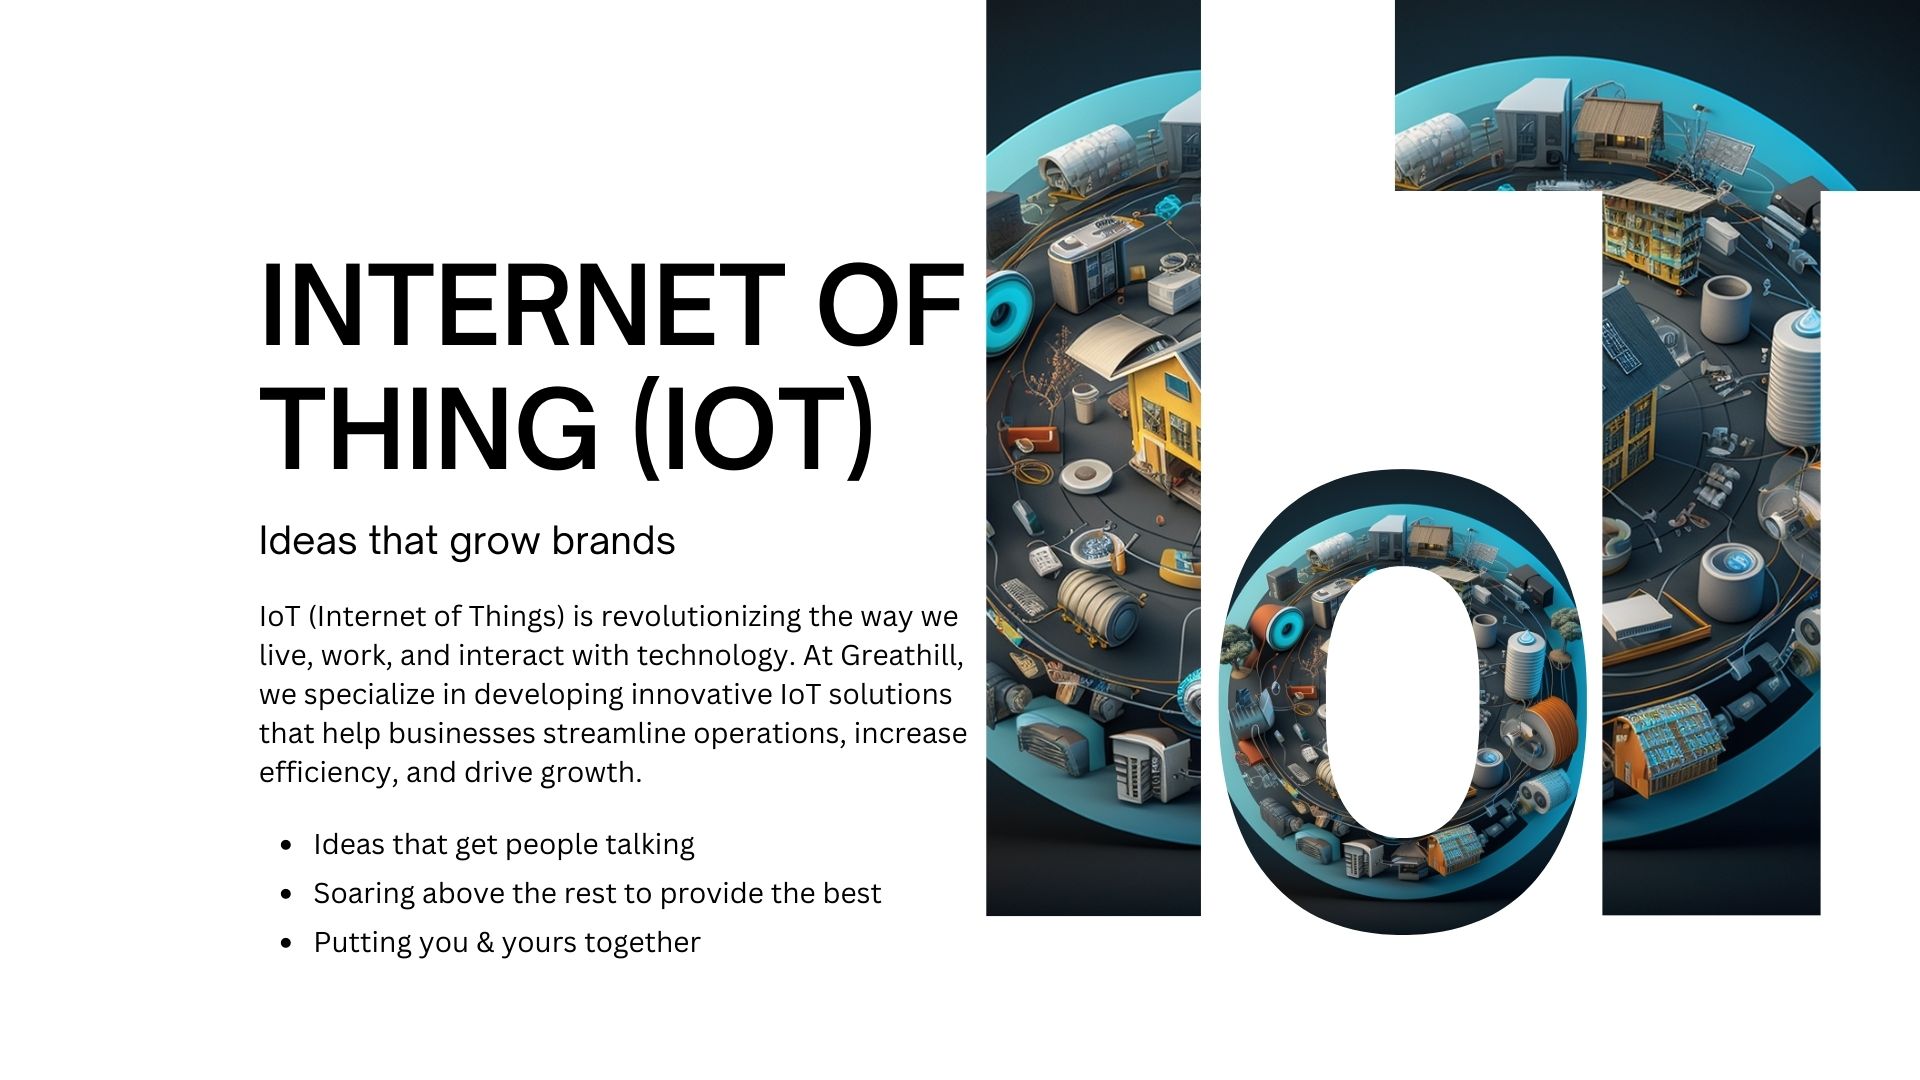 INTERNET OF
THING (IOT)
Ideas that grow brands
IoT (Internet of Things) is revolutionizing the way we
live, work, and interact with technology. At Greathill,
we specialize in developing innovative IoT solutions
that help businesses streamline operations, increase
efficiency, and drive growth.
• Ideas that get people talking
• Soaring above the rest to provide the best
• Putting you & yours together
IoT